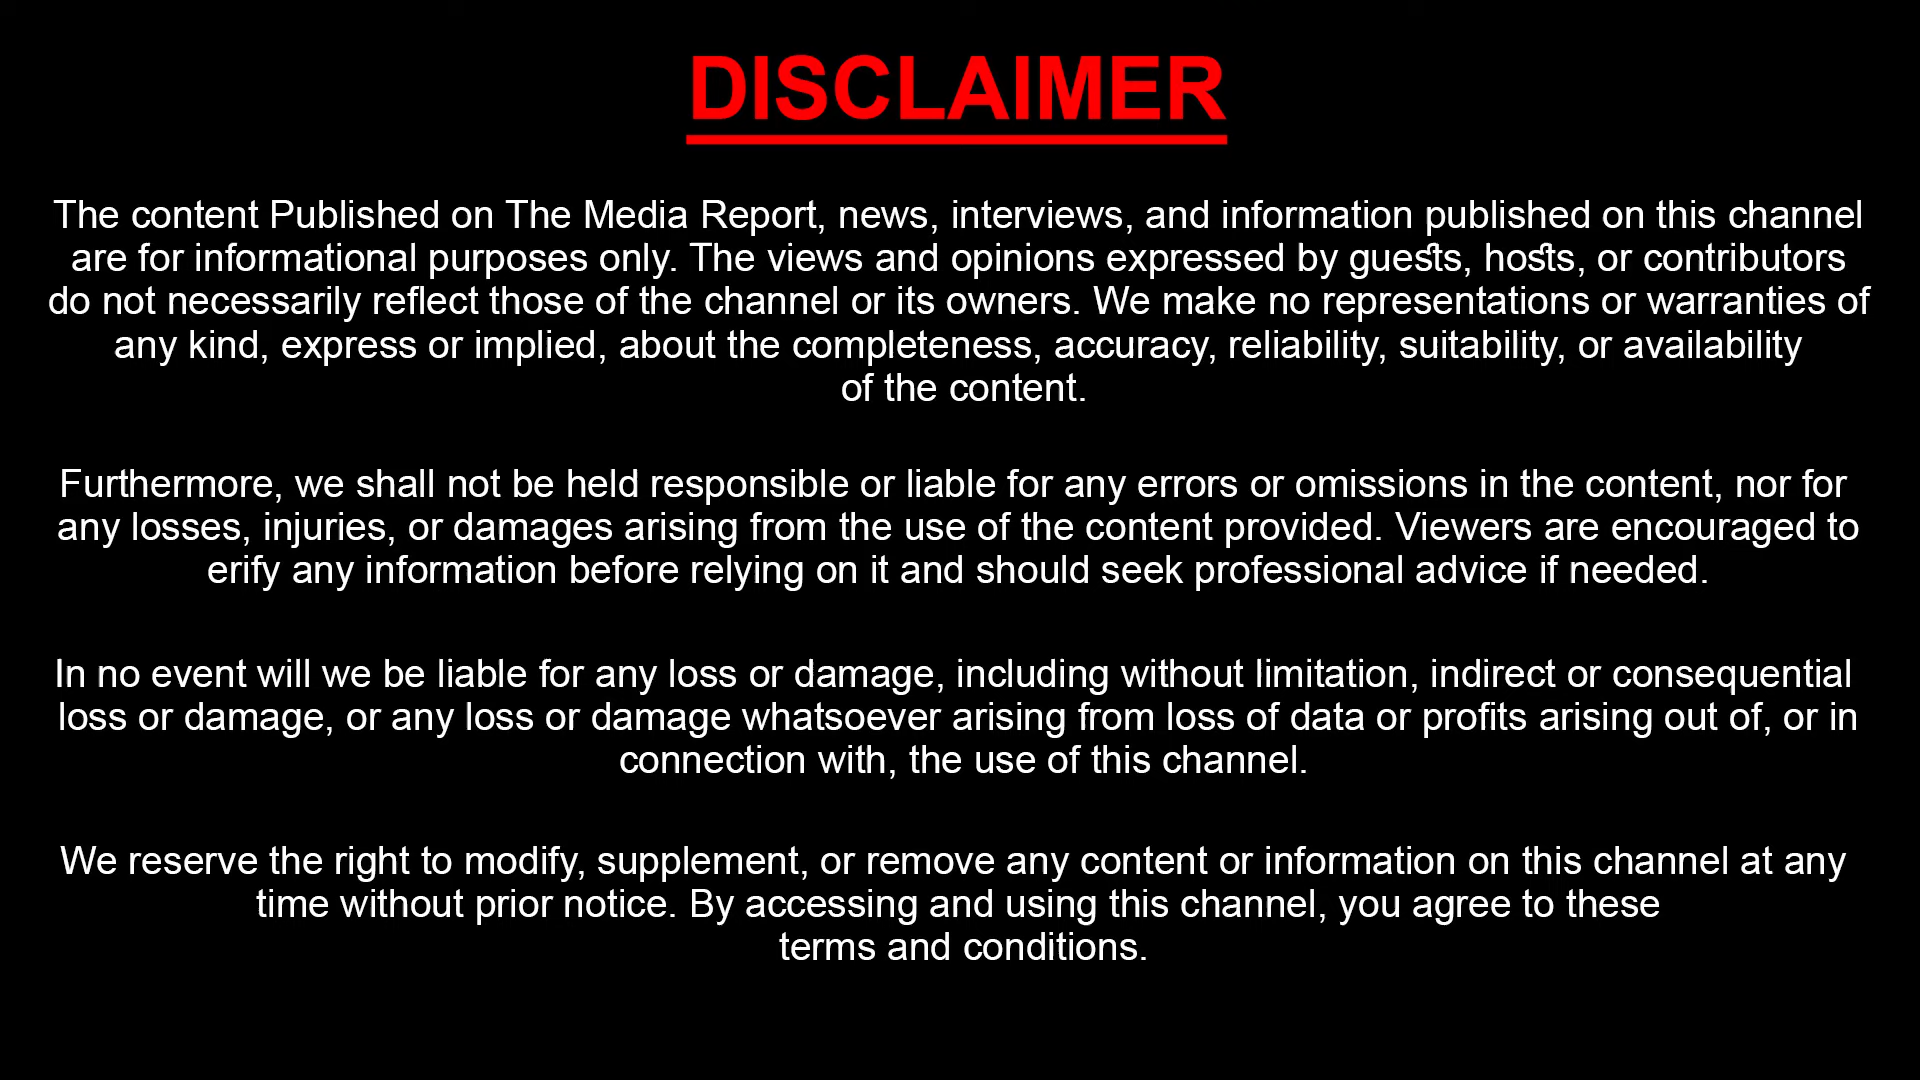 DISCLAIMER
The content Published on The Media Report, news, interviews, and information published on this channel
are for informational purposes only. The views and opinions expressed by guests, hosts, or contributors
do not necessarily reflect those of the channel or its owners. We make no representations or warranties of
any kind, express or implied, about the completeness, accuracy, reliability, suitability, or availability
of the content.
Furthermore, we shall not be held responsible or liable for any errors or omissions in the content, nor for
any losses, injuries, or damages arising from the use of the content provided. Viewers are encouraged to
erify any information before relying on it and should seek professional advice if needed.
In no event will we be liable for any loss or damage, including without limitation, indirect or consequential
loss or damage, or any loss or damage whatsoever arising from loss of data or profits arising out of, or in
connection with, the use of this channel.
We reserve the right to modify, supplement, or remove any content or information on this channel at any
time without prior notice. By accessing and using this channel, you agree to these
terms and conditions.